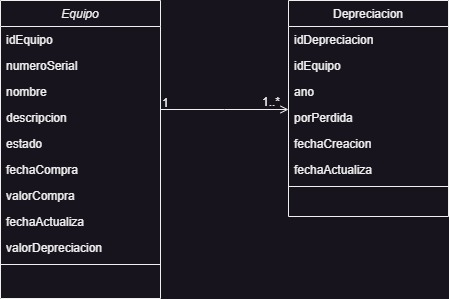 Equipo
idEquipo
numeroSerial
nombre
descripcion
estado
fechaCompra
valorCompra
fechaActualiza
valorDepreciacion
1
1..*
Depreciacion
idDepreciacion
idEquipo
ano
porPerdida
fechaCreacion
fechaActualiza